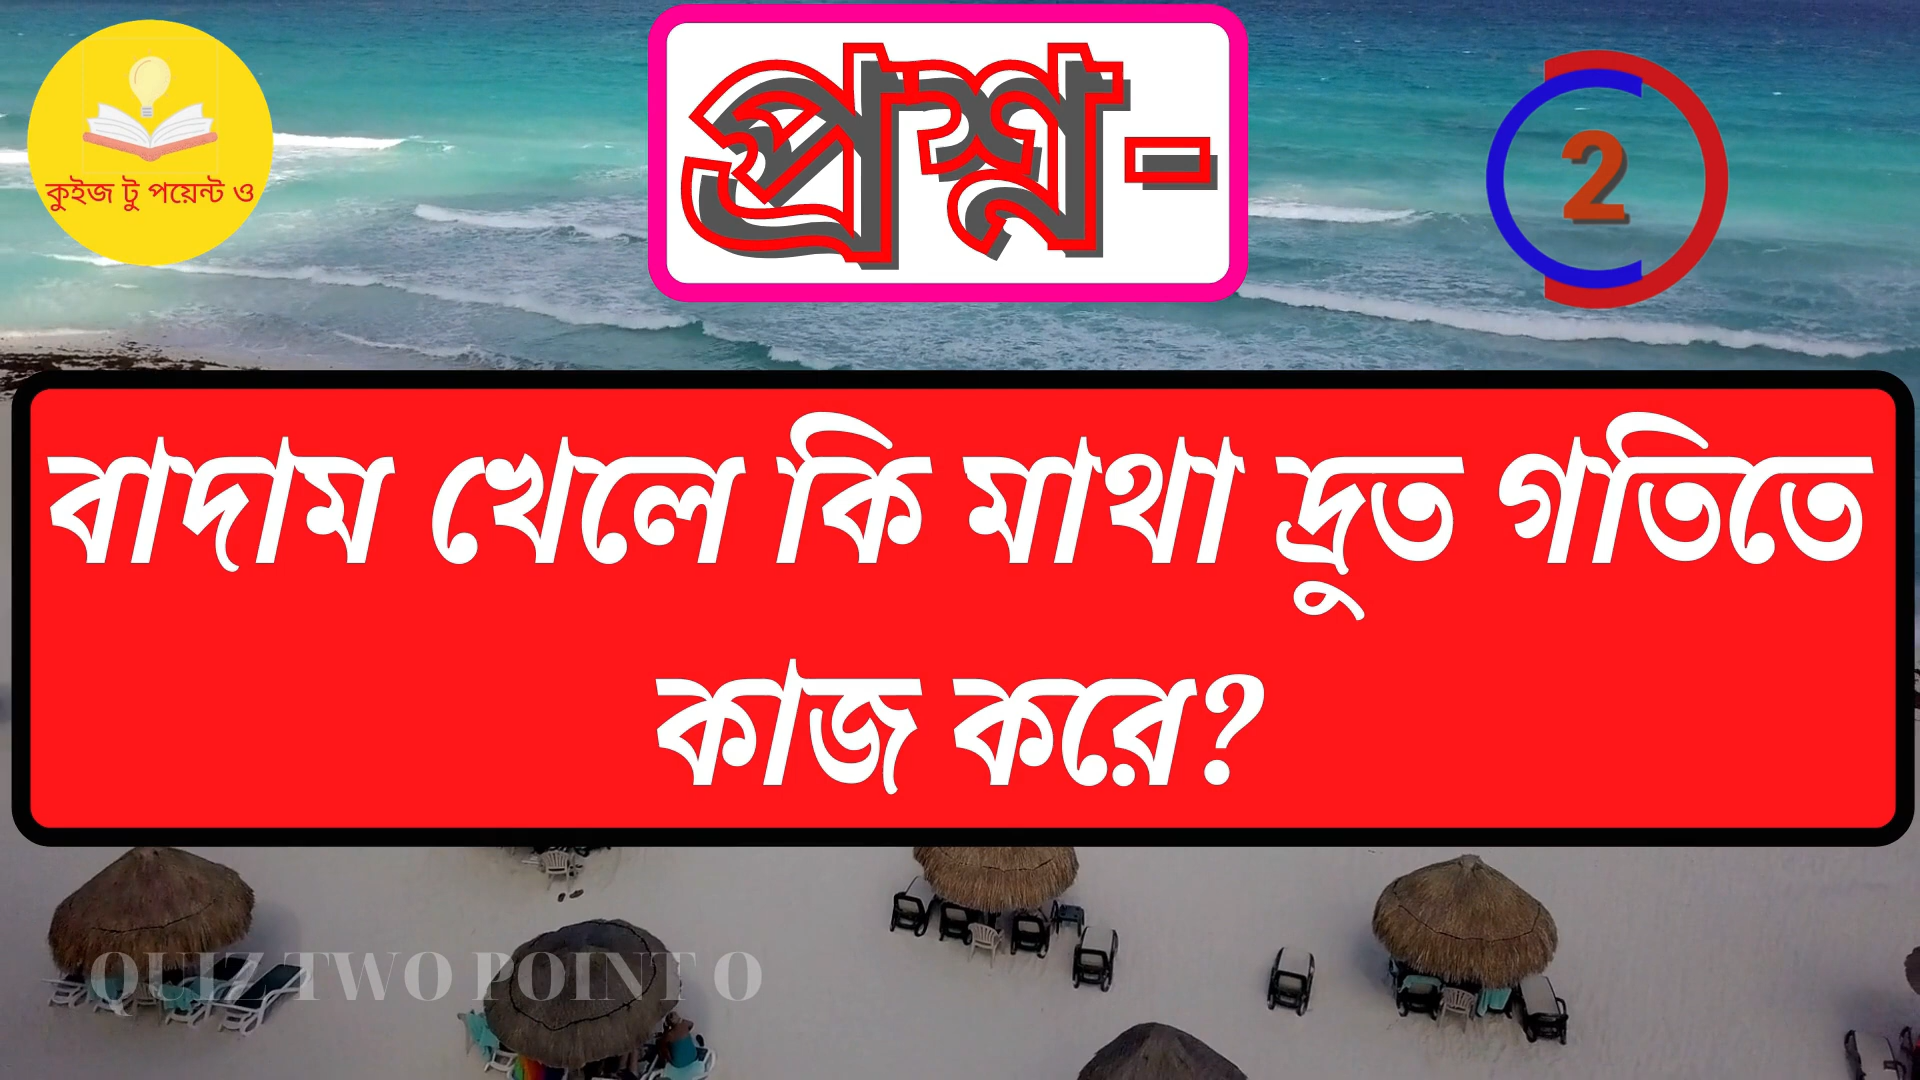 কুইজ টু পয়েন্ট ও
প্রশ্ন-
2
বাদাম খেলে কি মাথা দ্রুত গতিতে
কাজ করে?
QUIZ TWO POINT O